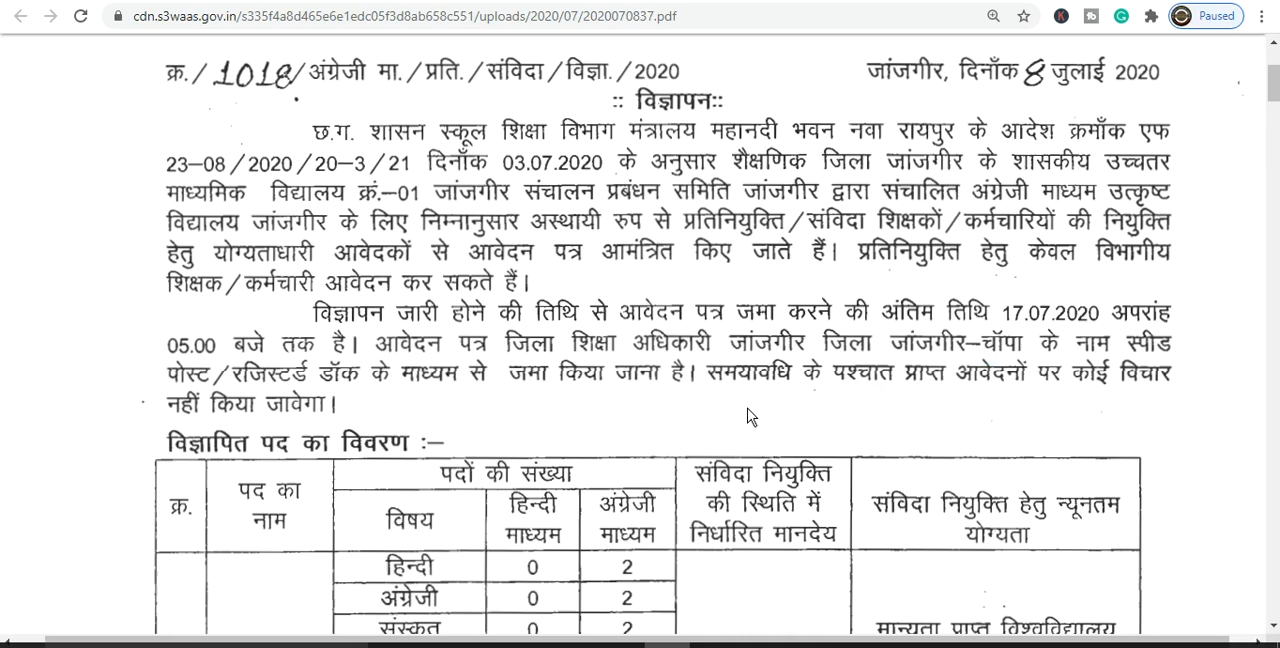 cdn.s3waas.gov.in/s335f4a8d465e6e1edc05f3d8ab658c551/uploads/2020/07/2020070837.pdf
Paused
क्र./1018/अंग्रेजी मा./प्रति./संविदा/विज्ञा./2020 जांजगीर, दिनाँक 8 जुलाई 2020
:: विज्ञापन::
छ.ग. शासन स्कूल शिक्षा विभाग मंत्रालय महानदी भवन नवा रायपुर के आदेश क्रमाँक एफ
23–08/2020/20–3/21 दिनाँक 03.07.2020 के अनुसार शैक्षणिक जिला जांजगीर के शासकीय उच्चतर
माध्यमिक विद्यालय क्रं.–01 जांजगीर संचालन प्रबंधन समिति जांजगीर द्वारा संचालित अंग्रेजी माध्यम उत्कृष्ट
विद्यालय जांजगीर के लिए निम्नानुसार अस्थायी रुप से प्रतिनियुक्ति/संविदा शिक्षकों/कर्मचारियों की नियुक्ति
हेतु योग्यताधारी आवेदकों से आवेदन पत्र आमंत्रित किए जाते हैं। प्रतिनियुक्ति हेतु केवल विभागीय
शिक्षक/कर्मचारी आवेदन कर सकते हैं।
विज्ञापन जारी होने की तिथि से आवेदन पत्र जमा करने की अंतिम तिथि 17.07.2020 अपरांह
05.00 बजे तक है। आवेदन पत्र जिला शिक्षा अधिकारी जांजगीर जिला जांजगीर–चॉपा के नाम स्पीड
पोस्ट/रजिस्टर्ड डॉक के माध्यम से जमा किया जाना है। समयावधि के पश्चात प्राप्त आवेदनों पर कोई विचार
नहीं किया जावेगा।
विज्ञापित पद का विवरण :–
क्र. पद का नाम पदों की संख्या संविदा नियुक्ति की स्थिति में निर्धारित मानदेय संविदा नियुक्ति हेतु न्यूनतम योग्यता
विषय हिन्दी माध्यम अंग्रेजी माध्यम
हिन्दी 0 2
अंग्रेजी 0 2
संस्कृत 0 2 मान्यता प्राप्त विश्वविद्यालय